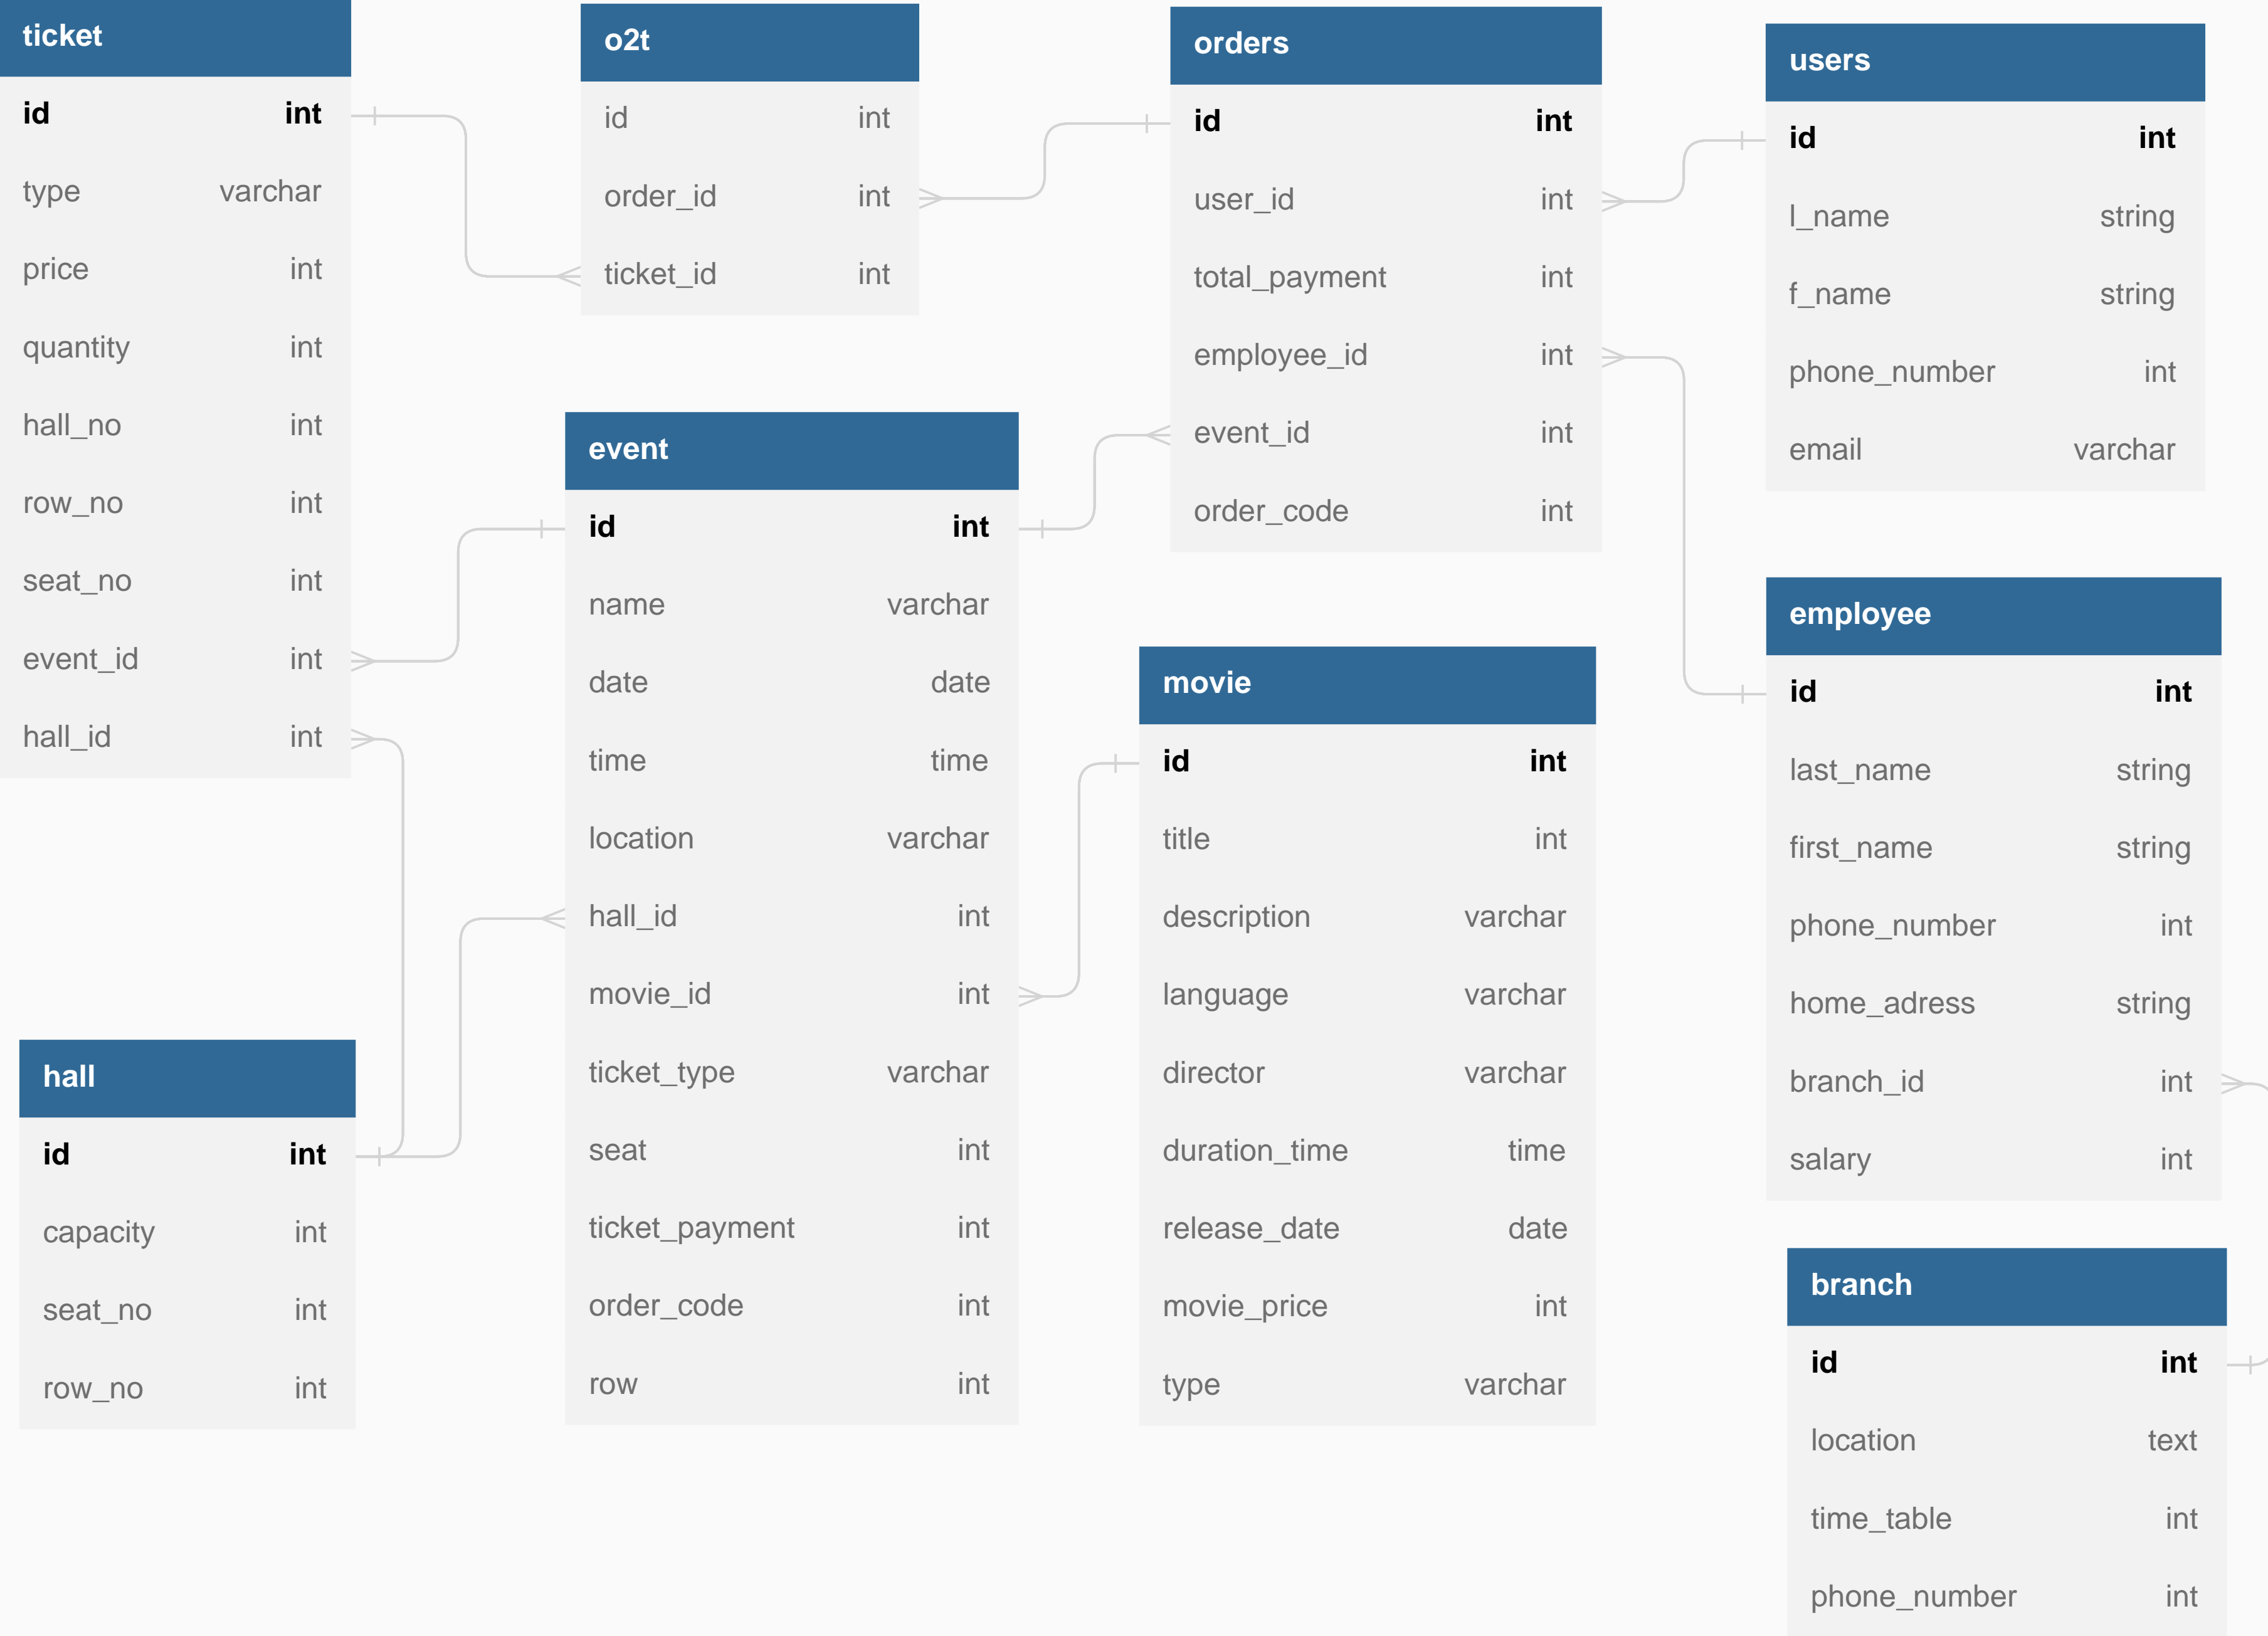 ticket
id int
type varchar
price int
quantity int
hall_no int
row_no int
seat_no int
event_id int
hall_id int
o2t
id int
order_id int
ticket_id int
orders
id int
user_id int
total_payment int
employee_id int
event_id int
order_code int
users
id int
l_name string
f_name string
phone_number int
email varchar
event
id int
name varchar
date date
time time
location varchar
hall_id int
movie_id int
ticket_type varchar
seat int
ticket_payment int
order_code int
row int
movie
id int
title int
description varchar
language varchar
director varchar
duration_time time
release_date date
movie_price int
type varchar
employee
id int
last_name string
first_name string
phone_number int
home_adress string
branch_id int
salary int
hall
id int
capacity int
seat_no int
row_no int
branch
id int
location text
time_table int
phone_number int